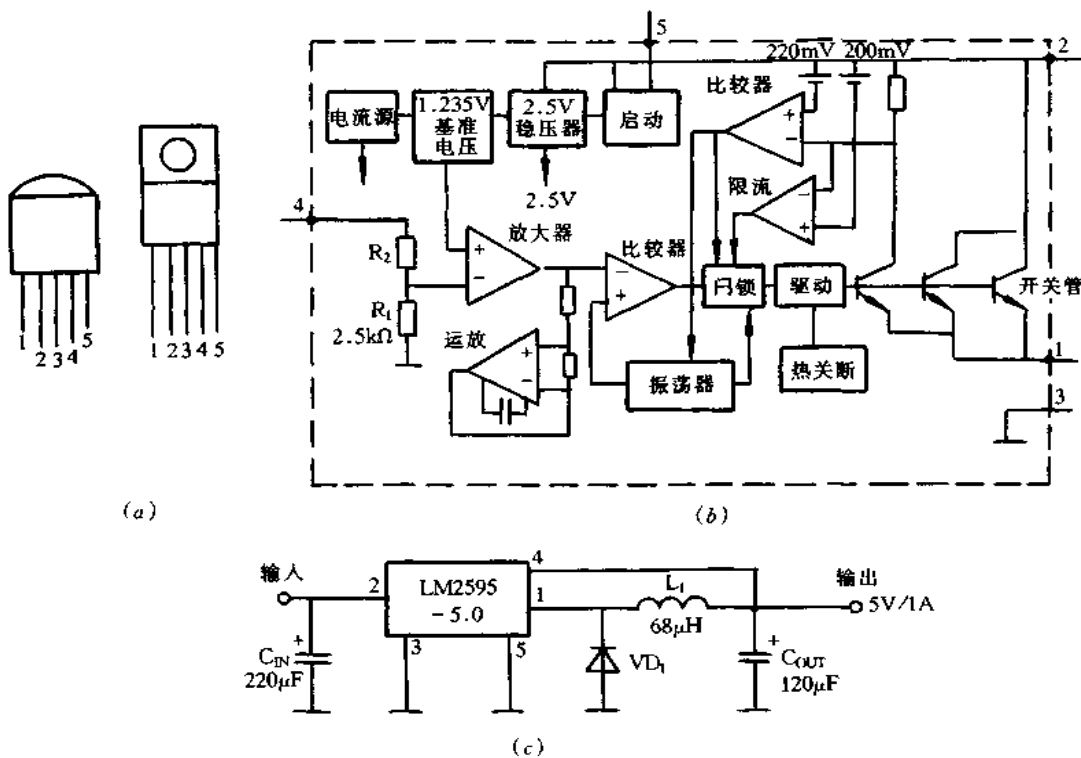 5
220mV 200mV
2
比较器
电流源
1.235V
基准
电压
2.5V
稳压器
启动
+
−
限流
−
+
2.5V
4
放大器
比较器
R₂
+
−
−
+
闩锁
驱动
开关管
R₁
2.5kΩ
运放
+
−
振荡器
热关断
1
3
1 2 3 4 5
1 2 3 4 5
(a)
(b)
输入
2
LM2595
−5.0
4
1
L₁
68μH
输出
5V/1A
+
C_IN
220μF
3
5
VD₁
+
C_OUT
120μF
(c)